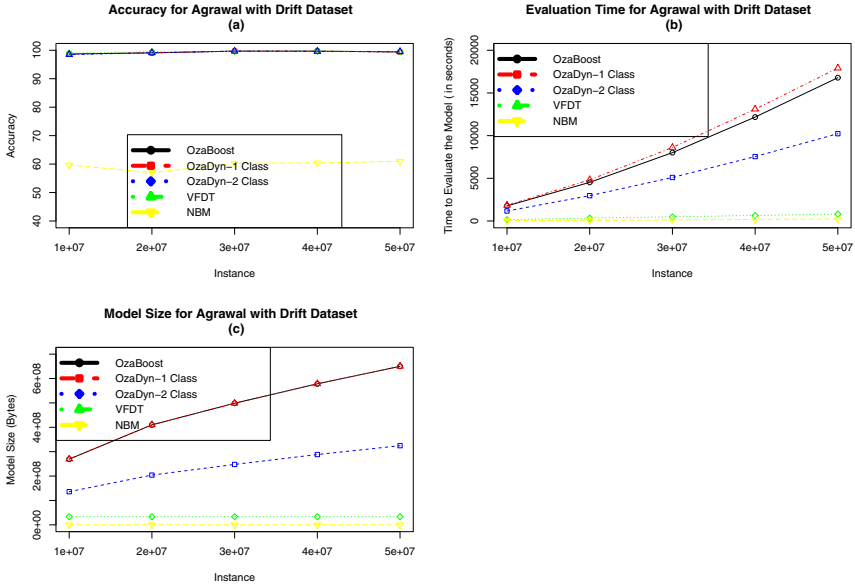 Accuracy for Agrawal with Drift Dataset
(a)
Accuracy
100
90
80
70
60
50
40
OzaBoost
OzaDyn-1 Class
OzaDyn-2 Class
VFDT
NBM
1e+07
2e+07
3e+07
4e+07
5e+07
Instance
Evaluation Time for Agrawal with Drift Dataset
(b)
Time to Evaluate the Model ( in seconds)
20000
15000
10000
5000
0
OzaBoost
OzaDyn-1 Class
OzaDyn-2 Class
VFDT
NBM
1e+07
2e+07
3e+07
4e+07
5e+07
Instance
Model Size for Agrawal with Drift Dataset
(c)
Model Size (Bytes)
6e+08
4e+08
2e+08
0e+00
OzaBoost
OzaDyn-1 Class
OzaDyn-2 Class
VFDT
NBM
1e+07
2e+07
3e+07
4e+07
5e+07
Instance